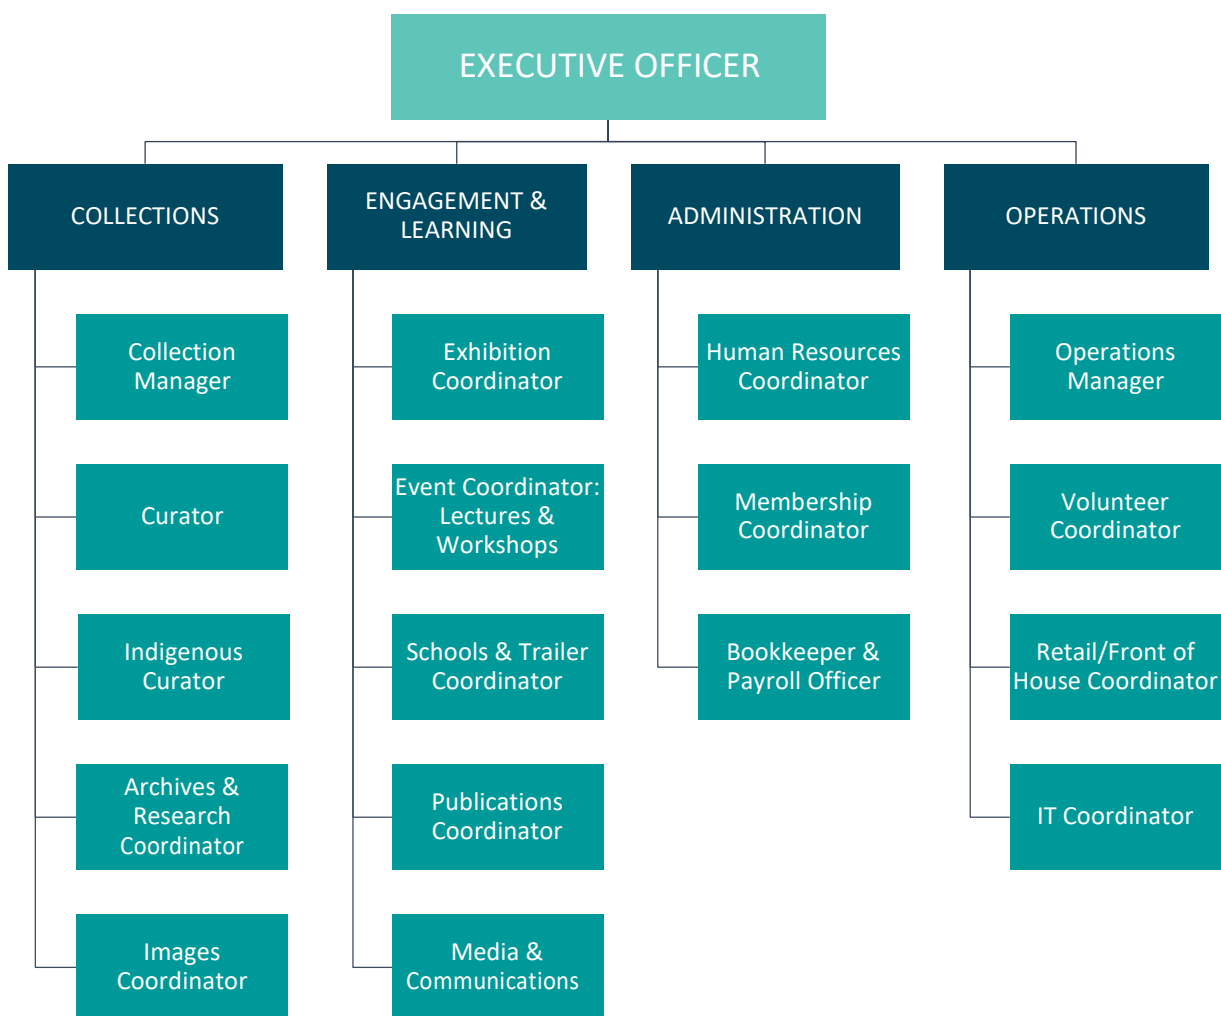 EXECUTIVE OFFICER
COLLECTIONS
ENGAGEMENT &
LEARNING
ADMINISTRATION
OPERATIONS
Collection
Manager
Curator
Indigenous
Curator
Archives &
Research
Coordinator
Images
Coordinator
Exhibition
Coordinator
Event Coordinator:
Lectures &
Workshops
Schools & Trailer
Coordinator
Publications
Coordinator
Media &
Communications
Human Resources
Coordinator
Membership
Coordinator
Bookkeeper &
Payroll Officer
Operations
Manager
Volunteer
Coordinator
Retail/Front of
House Coordinator
IT Coordinator